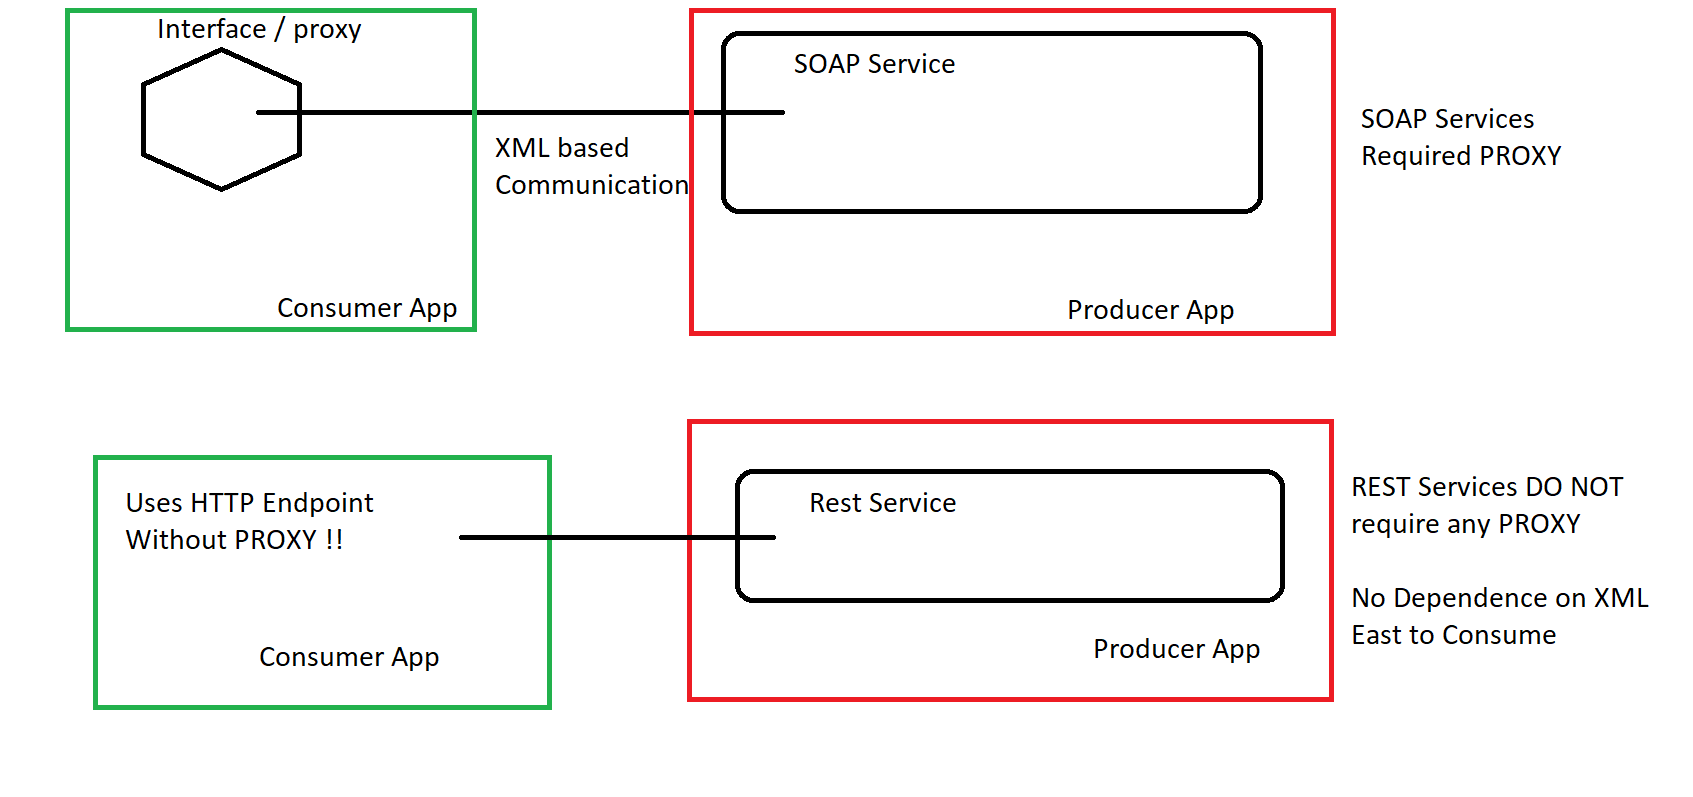 Interface / proxy
SOAP Service
XML based
Communication
SOAP Services
Required PROXY
Consumer App
Producer App
Uses HTTP Endpoint
Without PROXY !!
Rest Service
REST Services DO NOT
require any PROXY
No Dependence on XML
East to Consume
Consumer App
Producer App